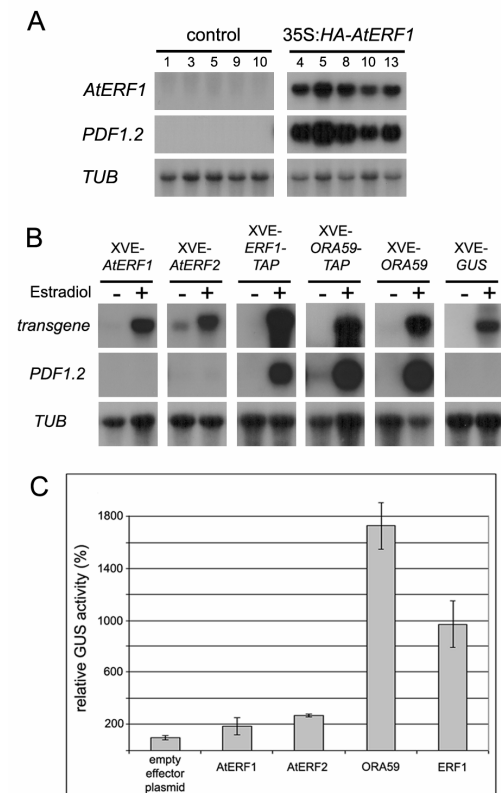 A
control 35S:HA-AtERF1
1 3 5 9 10 4 5 8 10 13
AtERF1
PDF1.2
TUB
B
XVE-AtERF1 XVE-AtERF2 XVE-ERF1-TAP XVE-ORA59-TAP XVE-ORA59 XVE-GUS
Estradiol - + - + - + - + - + - +
transgene
PDF1.2
TUB
C
relative GUS activity (%)
1800
1400
1000
600
200
empty effector plasmid AtERF1 AtERF2 ORA59 ERF1